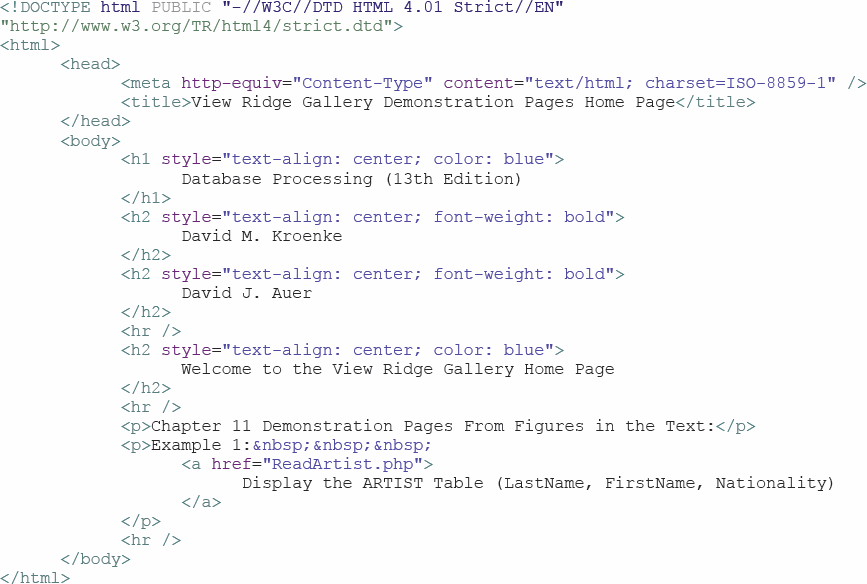 <!DOCTYPE html PUBLIC "-//W3C//DTD HTML 4.01 Strict//EN"
"http://www.w3.org/TR/html4/strict.dtd">
<html>
<head>
<meta http-equiv="Content-Type" content="text/html; charset=ISO-8859-1" />
<title>View Ridge Gallery Demonstration Pages Home Page</title>
</head>
<body>
<h1 style="text-align: center; color: blue">
Database Processing (13th Edition)
</h1>
<h2 style="text-align: center; font-weight: bold">
David M. Kroenke
</h2>
<h2 style="text-align: center; font-weight: bold">
David J. Auer
</h2>
<hr />
<h2 style="text-align: center; color: blue">
Welcome to the View Ridge Gallery Home Page
</h2>
<hr />
<p>Chapter 11 Demonstration Pages From Figures in the Text:</p>
<p>Example 1:&nbsp;&nbsp;&nbsp;
<a href="ReadArtist.php">
Display the ARTIST Table (LastName, FirstName, Nationality)
</a>
</p>
<hr />
</body>
</html>